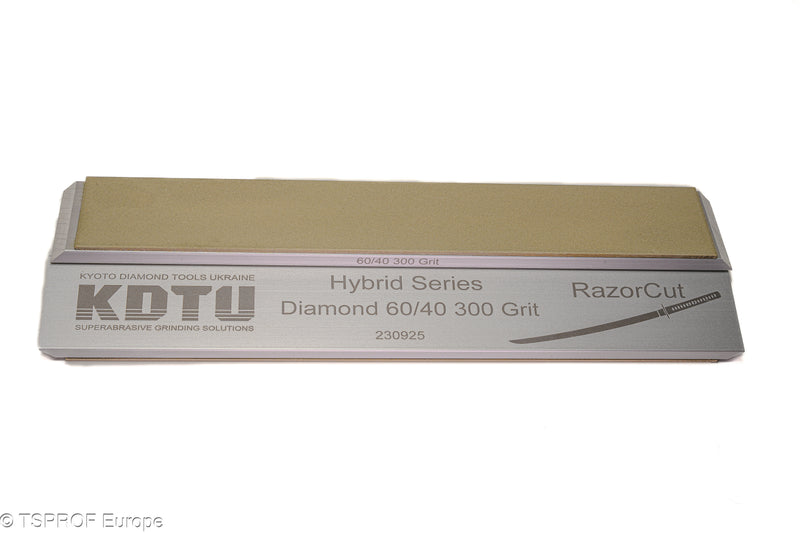 60/40 300 Grit
KYOTO DIAMOND TOOLS UKRAINE
KDTU
SUPERABRASIVE GRINDING SOLUTIONS
Hybrid Series
Diamond 60/40 300 Grit
230925
RazorCut
© TSPROF Europe